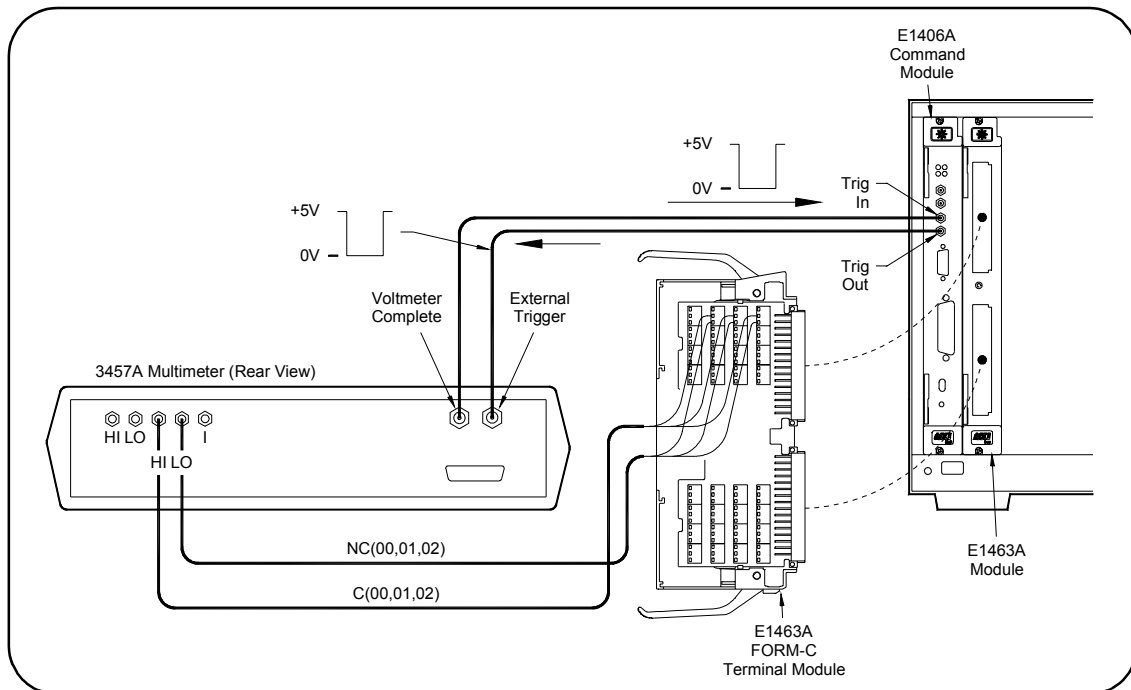 E1406A
Command
Module
+5V
0V
Trig
In
+5V
0V
Trig
Out
Voltmeter
Complete
External
Trigger
3457A Multimeter (Rear View)
HI LO
I
HI LO
NC(00,01,02)
C(00,01,02)
E1463A
Module
E1463A
FORM-C
Terminal Module